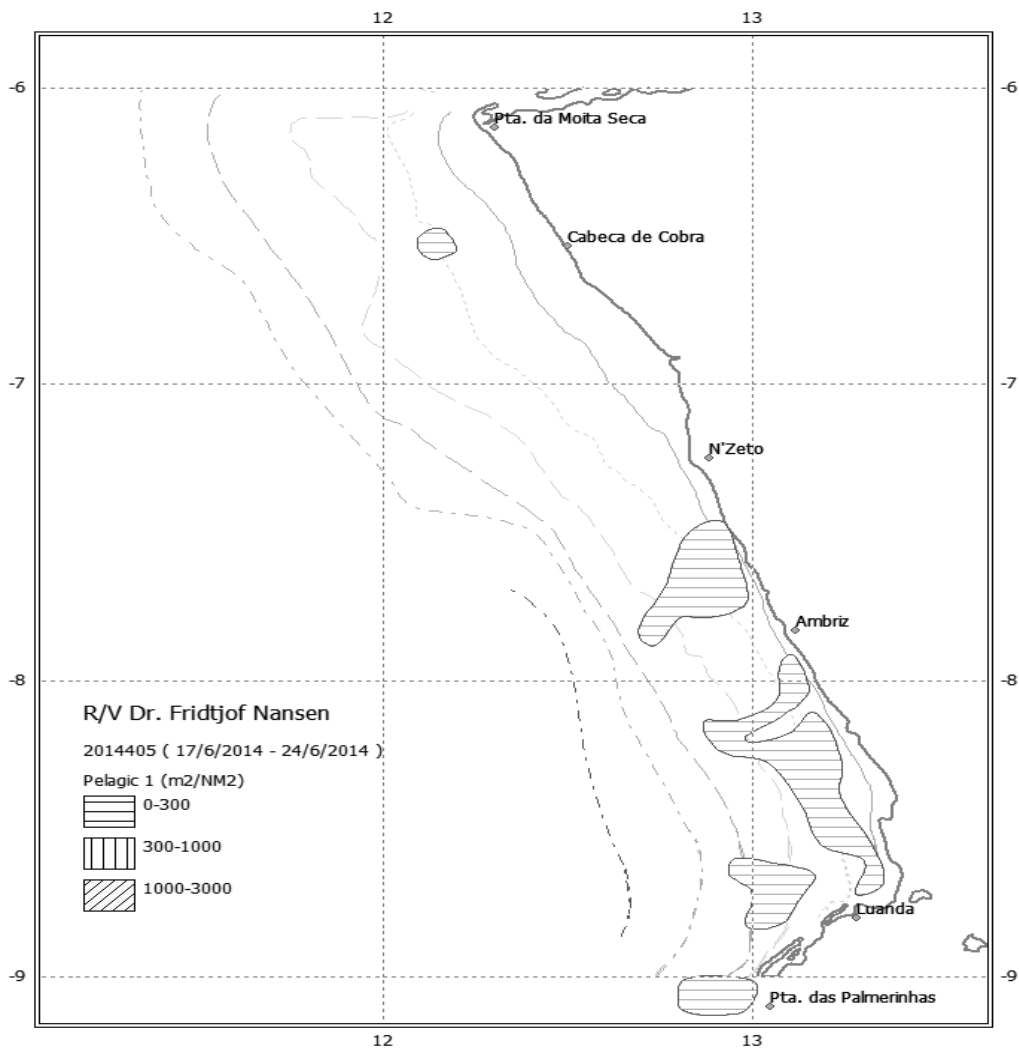 12 13
-6 -6
Pta. da Moita Seca
Cabeca de Cobra
-7 -7
N'Zeto
Ambriz
-8 -8
R/V Dr. Fridtjof Nansen
2014405 ( 17/6/2014 - 24/6/2014 )
Pelagic 1 (m2/NM2)
0-300
300-1000
1000-3000
Luanda
-9 -9
Pta. das Palmerinhas
12 13